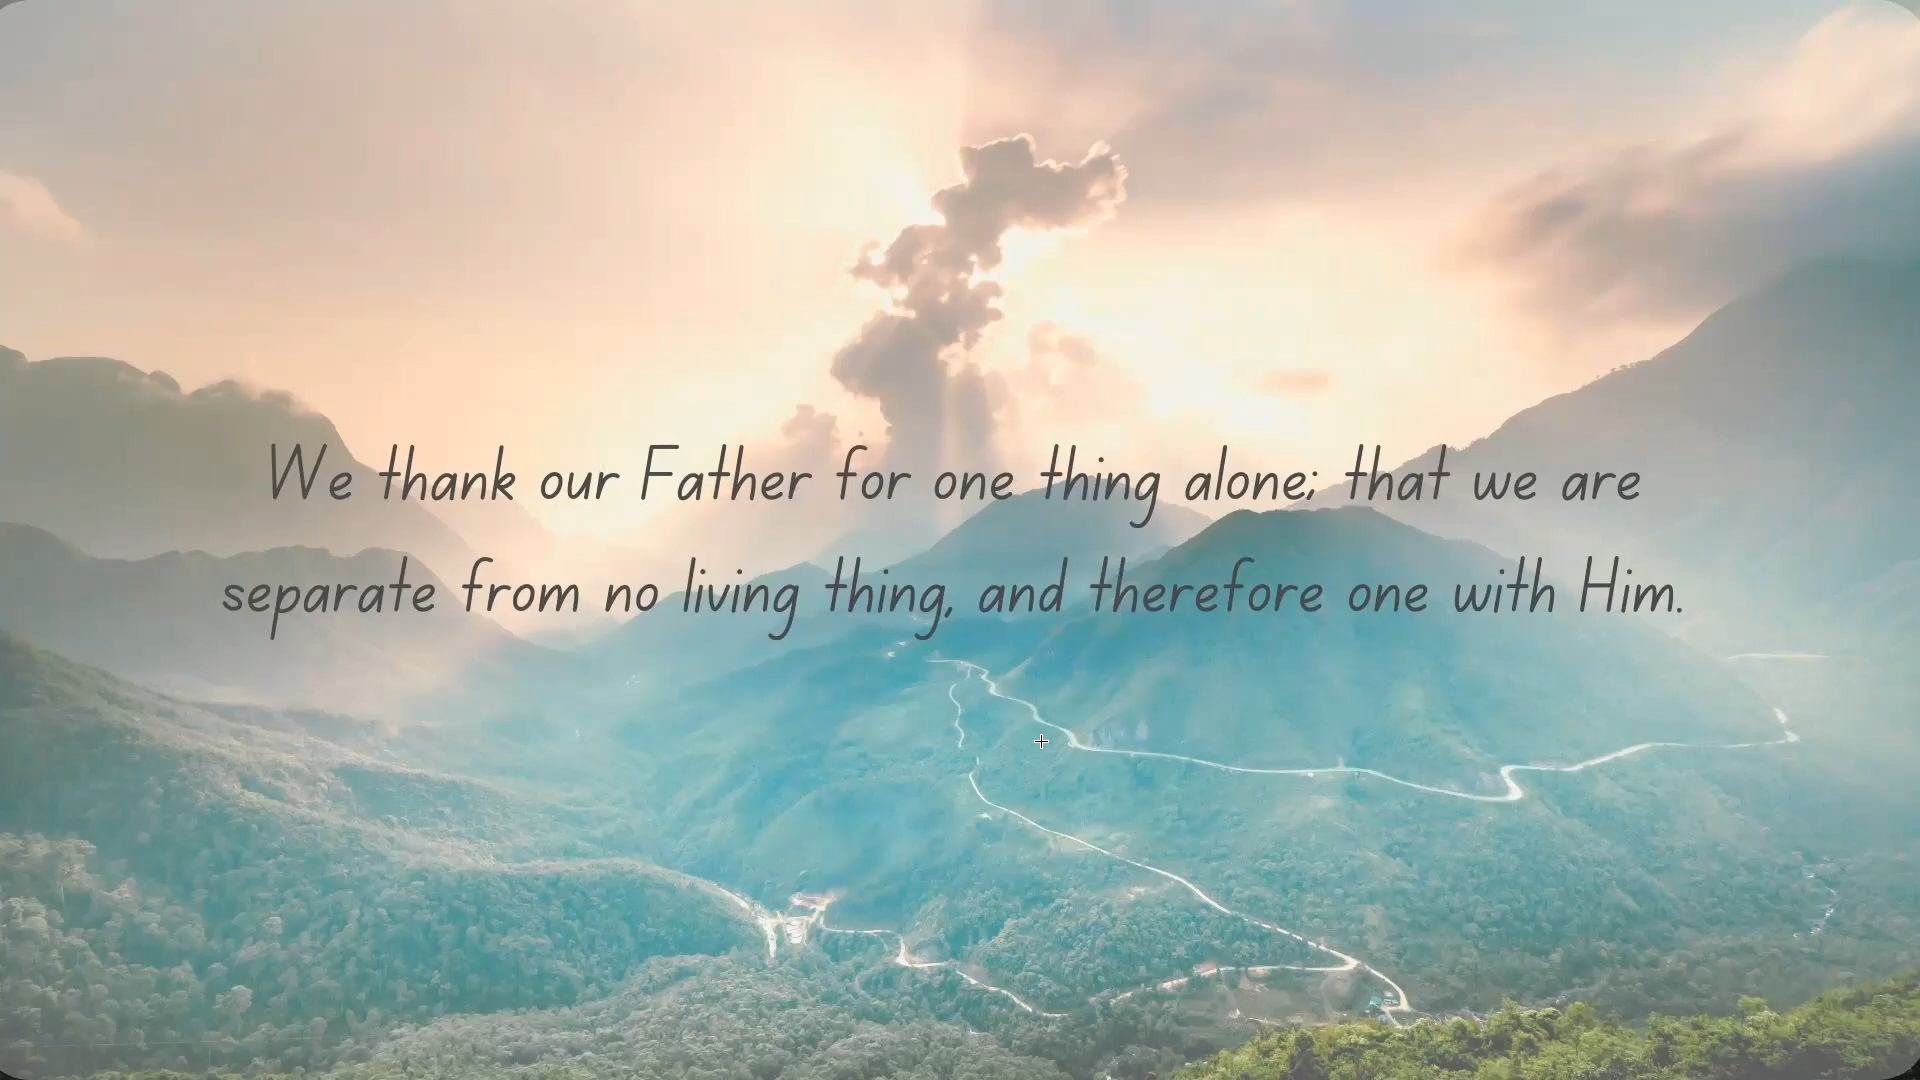 We thank our Father for one thing alone; that we are
separate from no living thing, and therefore one with Him.